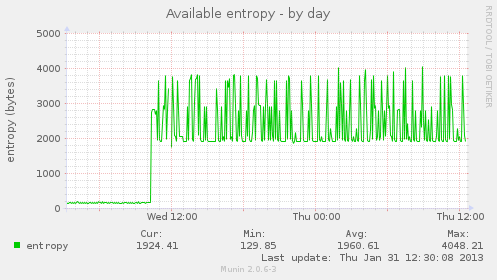 Available entropy - by day
RRDTOOL / TOBI OETIKER
entropy (bytes)
5000
4000
3000
2000
1000
0
Wed 12:00 Thu 00:00 Thu 12:00
Cur: Min: Avg: Max:
entropy 1924.41 129.85 1960.61 4048.21
Last update: Thu Jan 31 12:30:08 2013
Munin 2.0.6-3